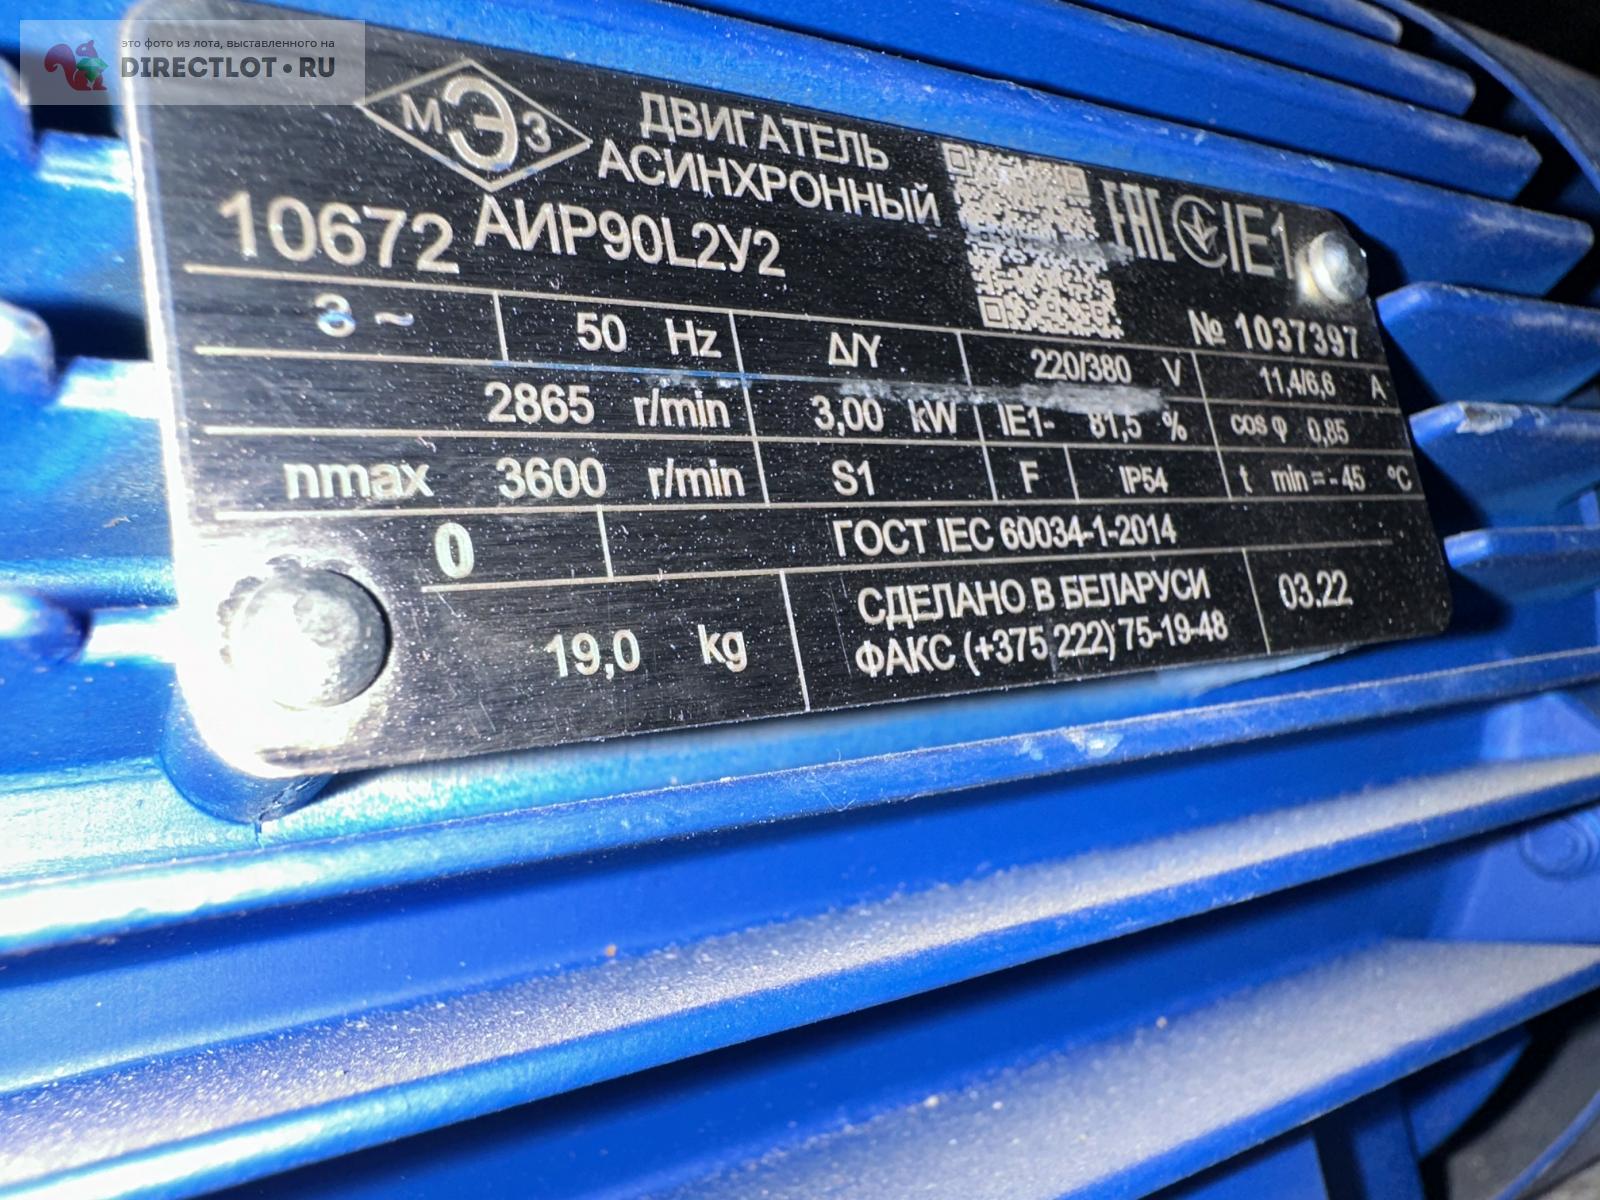 это фото из лота, выставленного на
DIRECTLOT.RU
МЭЗ
ДВИГАТЕЛЬ
АСИНХРОННЫЙ
EAC IE1
10672 АИР90L2У2
№ 1037397
3 ~ 50 Hz Δ/Y 220/380 V 11,4/6,6 A
2865 r/min 3,00 kW IE1- 81,5 % cos φ 0,85
nmax 3600 r/min S1 F IP54 t min = - 45 ºC
0 ГОСТ IEC 60034-1-2014
19,0 kg
СДЕЛАНО В БЕЛАРУСИ
ФАКС (+375 222) 75-19-48
03.22